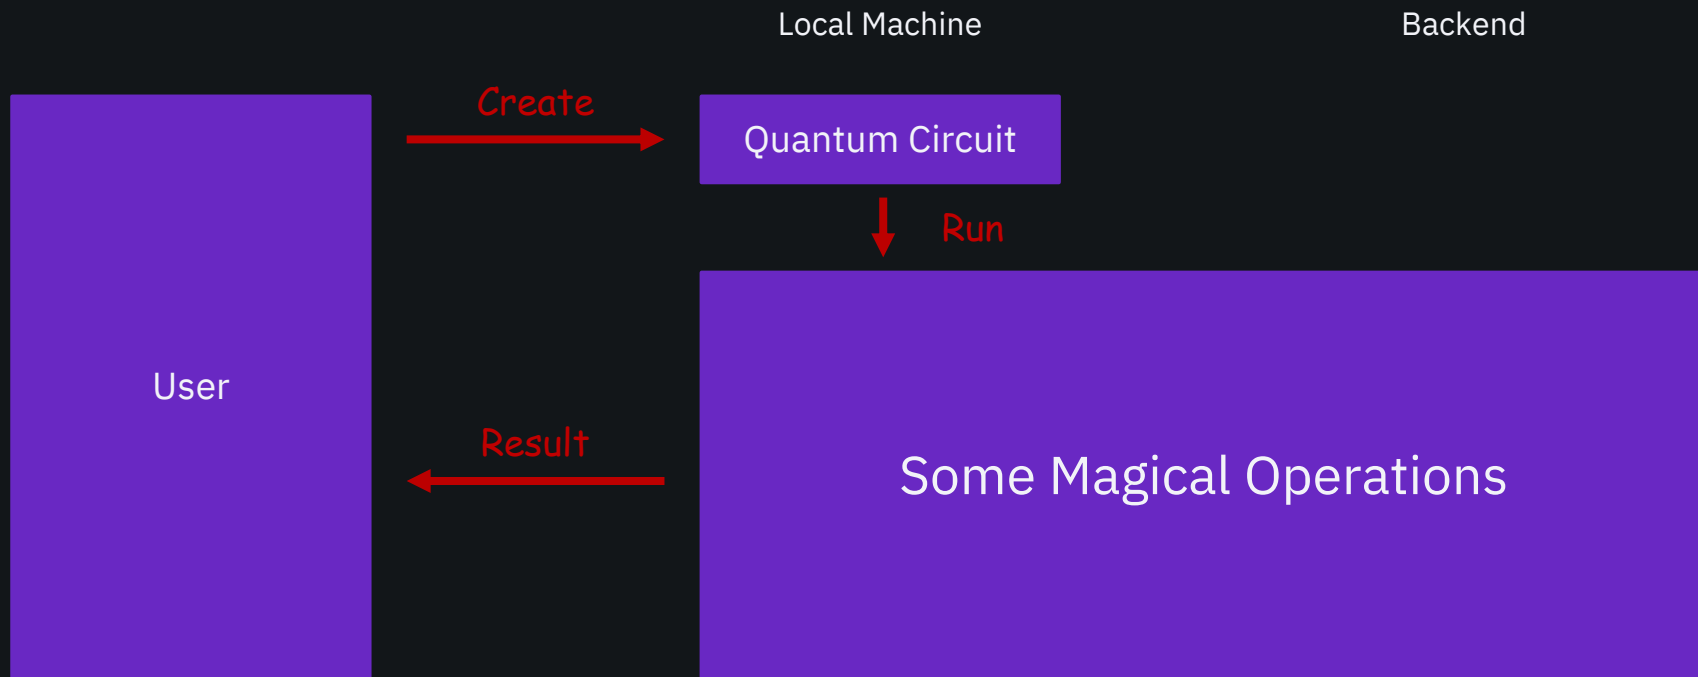 Local Machine
Backend
Create
Quantum Circuit
Run
User
Result
Some Magical Operations